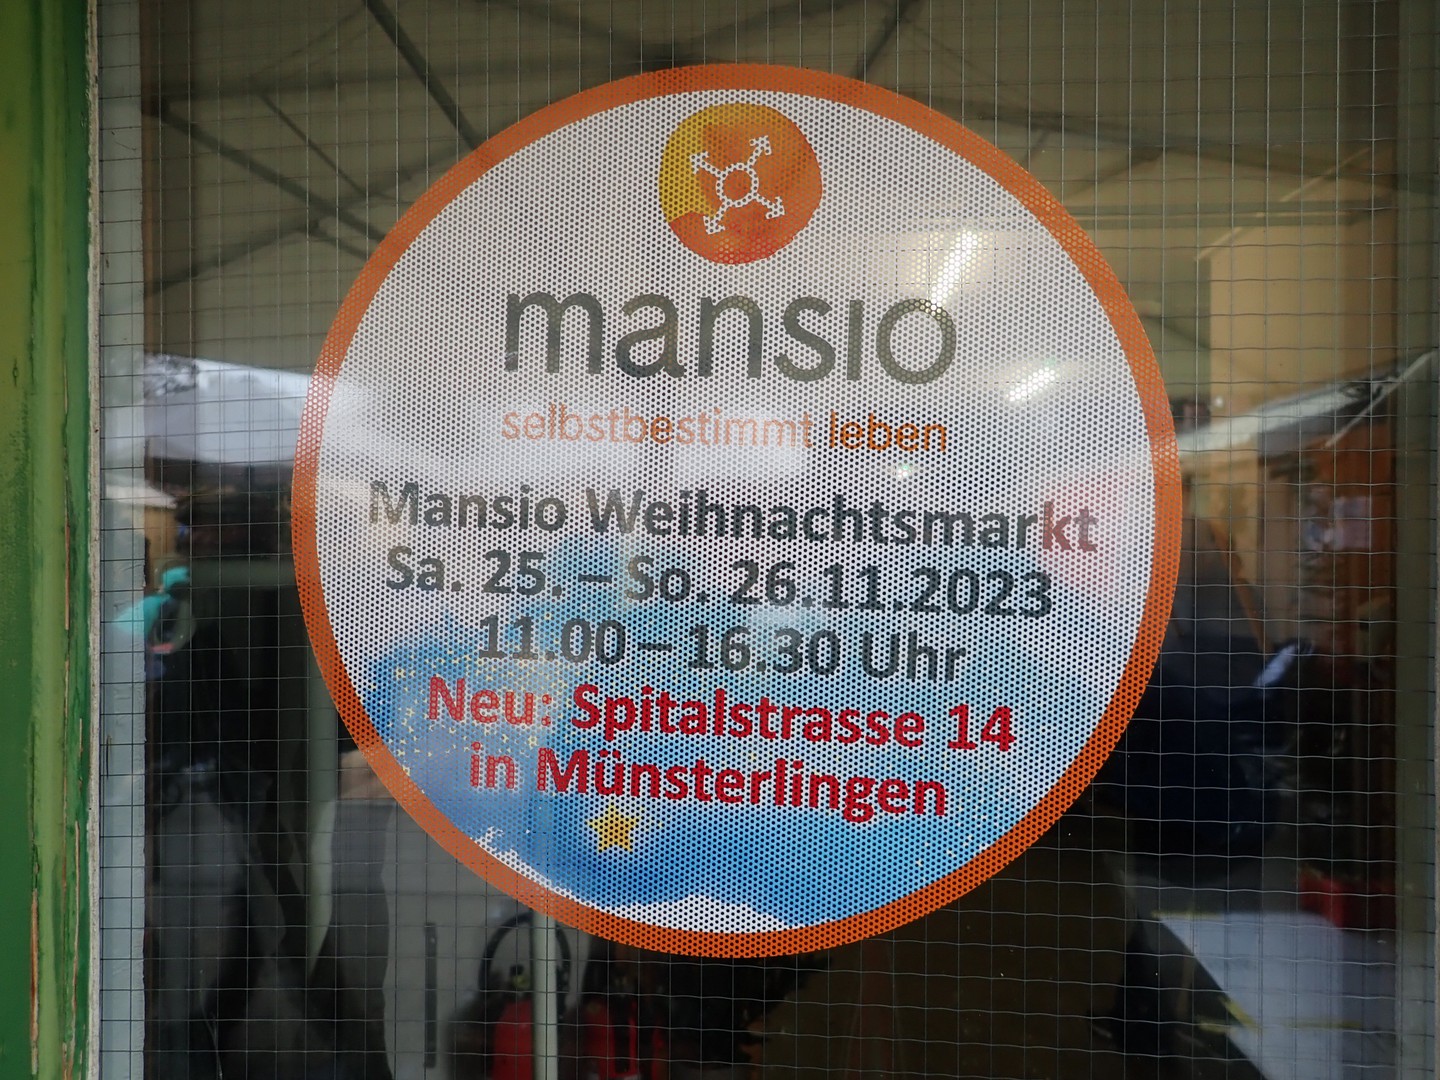 mansio
selbstbestimmt leben
Mansio Weihnachtsmarkt
Sa. 25. – So. 26.11.2023
11.00 – 16.30 Uhr
Neu: Spitalstrasse 14
in Münsterlingen